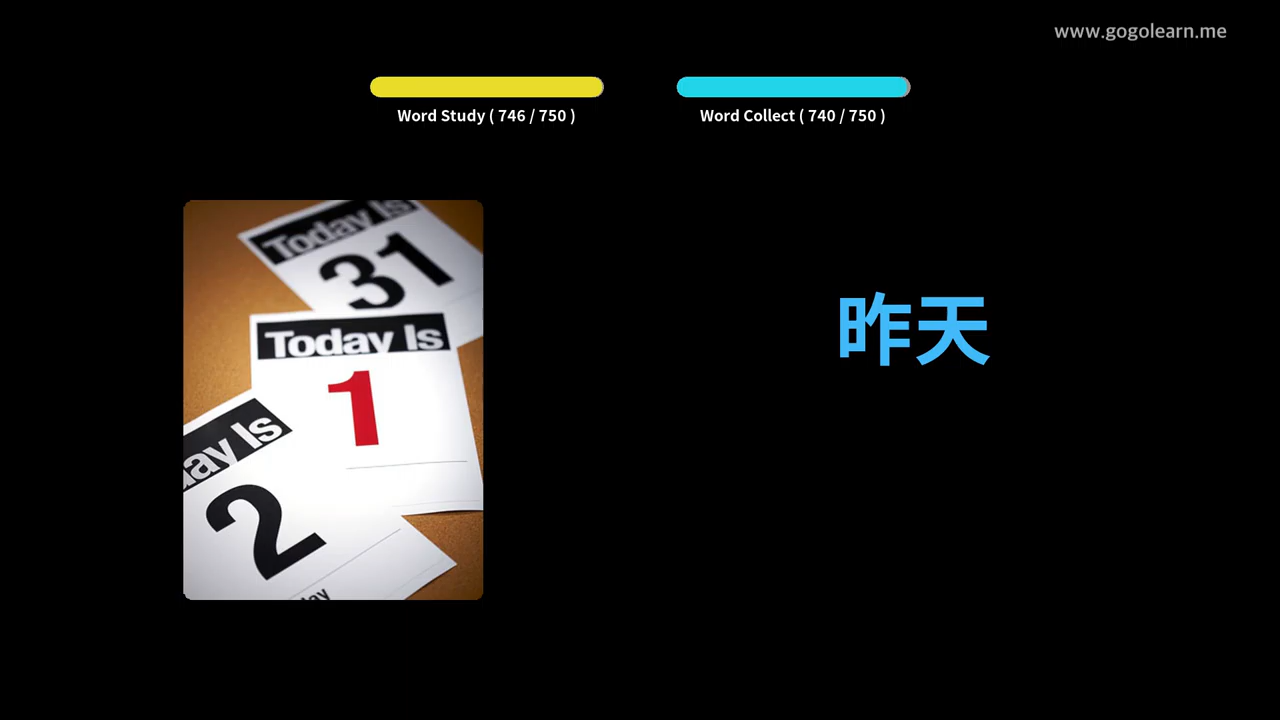 www.gogolearn.me
Word Study ( 746 / 750 )
Word Collect ( 740 / 750 )
Today Is
31
Today Is
1
ay Is
2
昨天